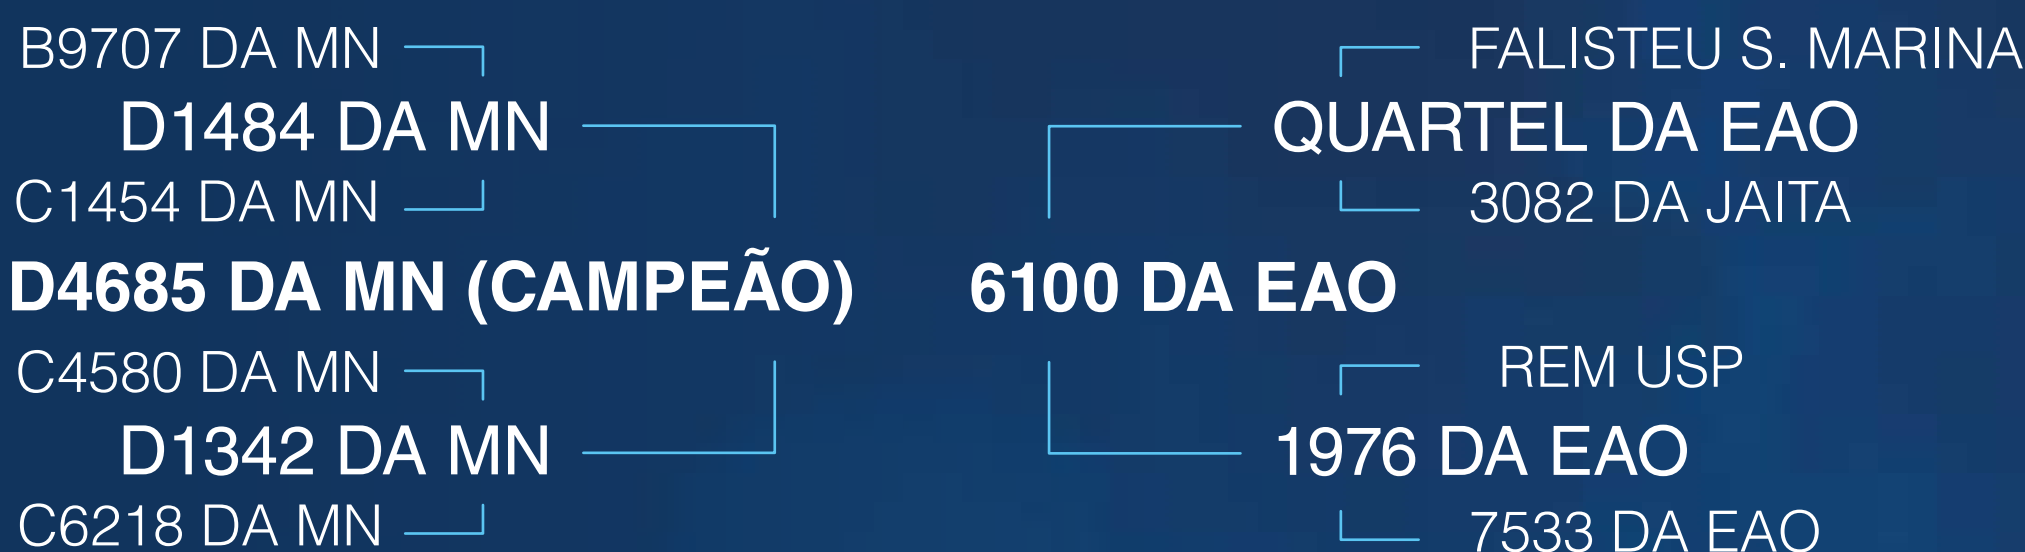 B9707 DA MN
D1484 DA MN
C1454 DA MN
D4685 DA MN (CAMPEÃO)
C4580 DA MN
D1342 DA MN
C6218 DA MN
FALISTEU S. MARINA
QUARTEL DA EAO
3082 DA JAITA
6100 DA EAO
REM USP
1976 DA EAO
7533 DA EAO